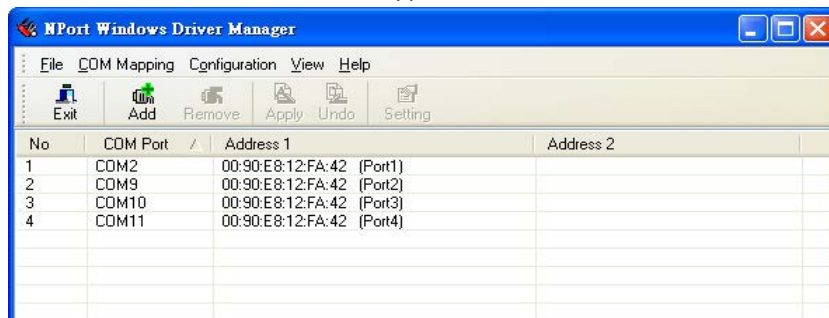 NPort Windows Driver Manager
File COM Mapping Configuration View Help
Exit Add Remove Apply Undo Setting
No COM Port Address 1 Address 2
1 COM2 00:90:E8:12:FA:42 (Port1)
2 COM9 00:90:E8:12:FA:42 (Port2)
3 COM10 00:90:E8:12:FA:42 (Port3)
4 COM11 00:90:E8:12:FA:42 (Port4)